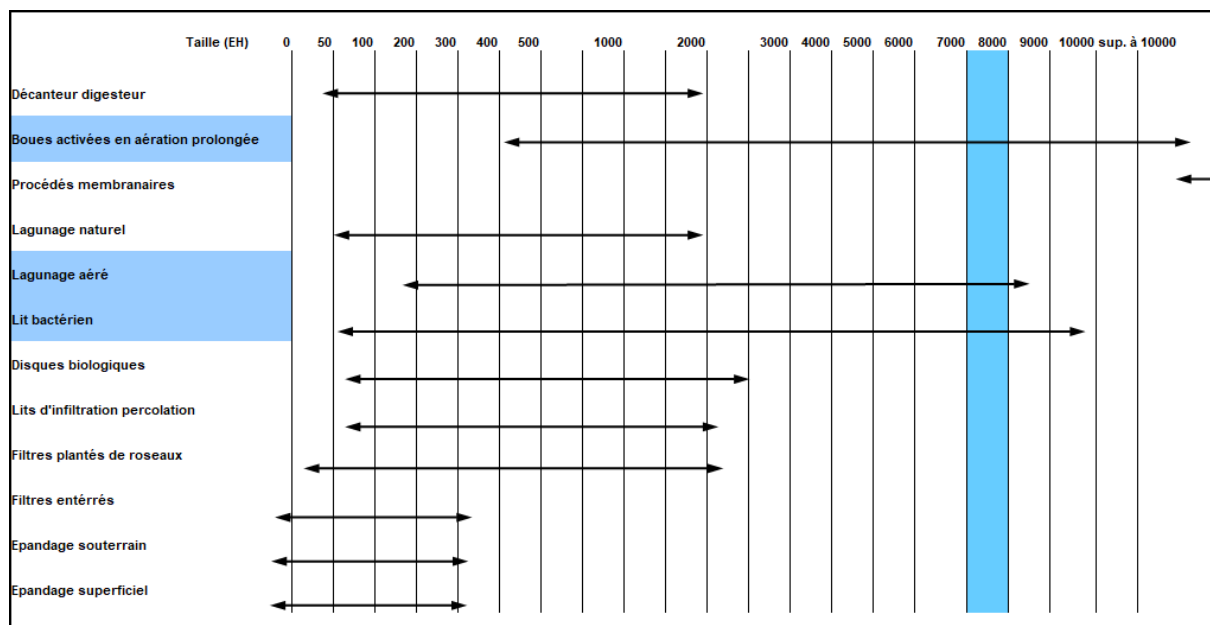 Taille (EH) 0 50 100 200 300 400 500 1000 2000 3000 4000 5000 6000 7000 8000 9000 10000 sup. à 10000
Décanteur digesteur
Boues activées en aération prolongée
Procédés membranaires
Lagunage naturel
Lagunage aéré
Lit bactérien
Disques biologiques
Lits d'infiltration percolation
Filtres plantés de roseaux
Filtres entérrés
Epandage souterrain
Epandage superficiel